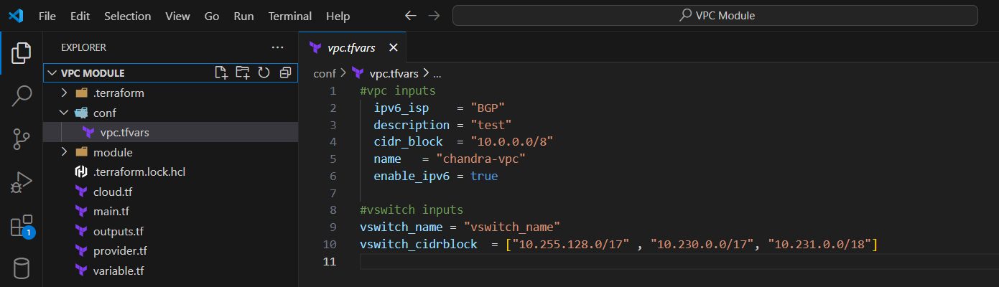 File Edit Selection View Go Run Terminal Help
VPC Module
EXPLORER
vpc.tfvars
VPC MODULE
.terraform
conf
vpc.tfvars
module
.terraform.lock.hcl
cloud.tf
main.tf
outputs.tf
provider.tf
variable.tf
1
conf > vpc.tfvars > ...
1 #vpc inputs
2 ipv6_isp = "BGP"
3 description = "test"
4 cidr_block = "10.0.0.0/8"
5 name = "chandra-vpc"
6 enable_ipv6 = true
7
8 #vswitch inputs
9 vswitch_name = "vswitch_name"
10 vswitch_cidrblock = ["10.255.128.0/17" , "10.230.0.0/17", "10.231.0.0/18"]
11